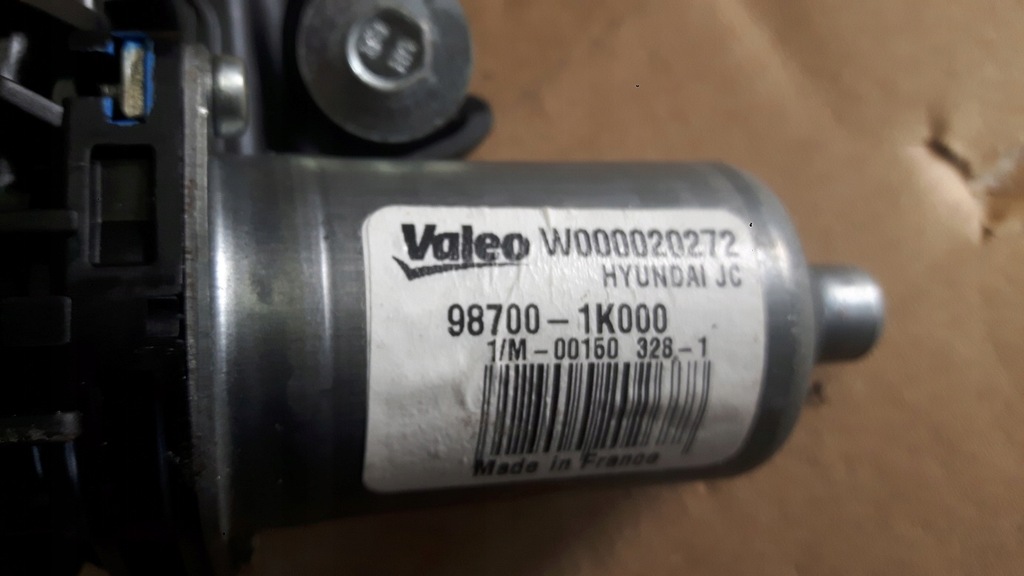 Valeo W000020272
HYUNDAI JC
98700-1K000
1/M-00150 328-1
Made in France